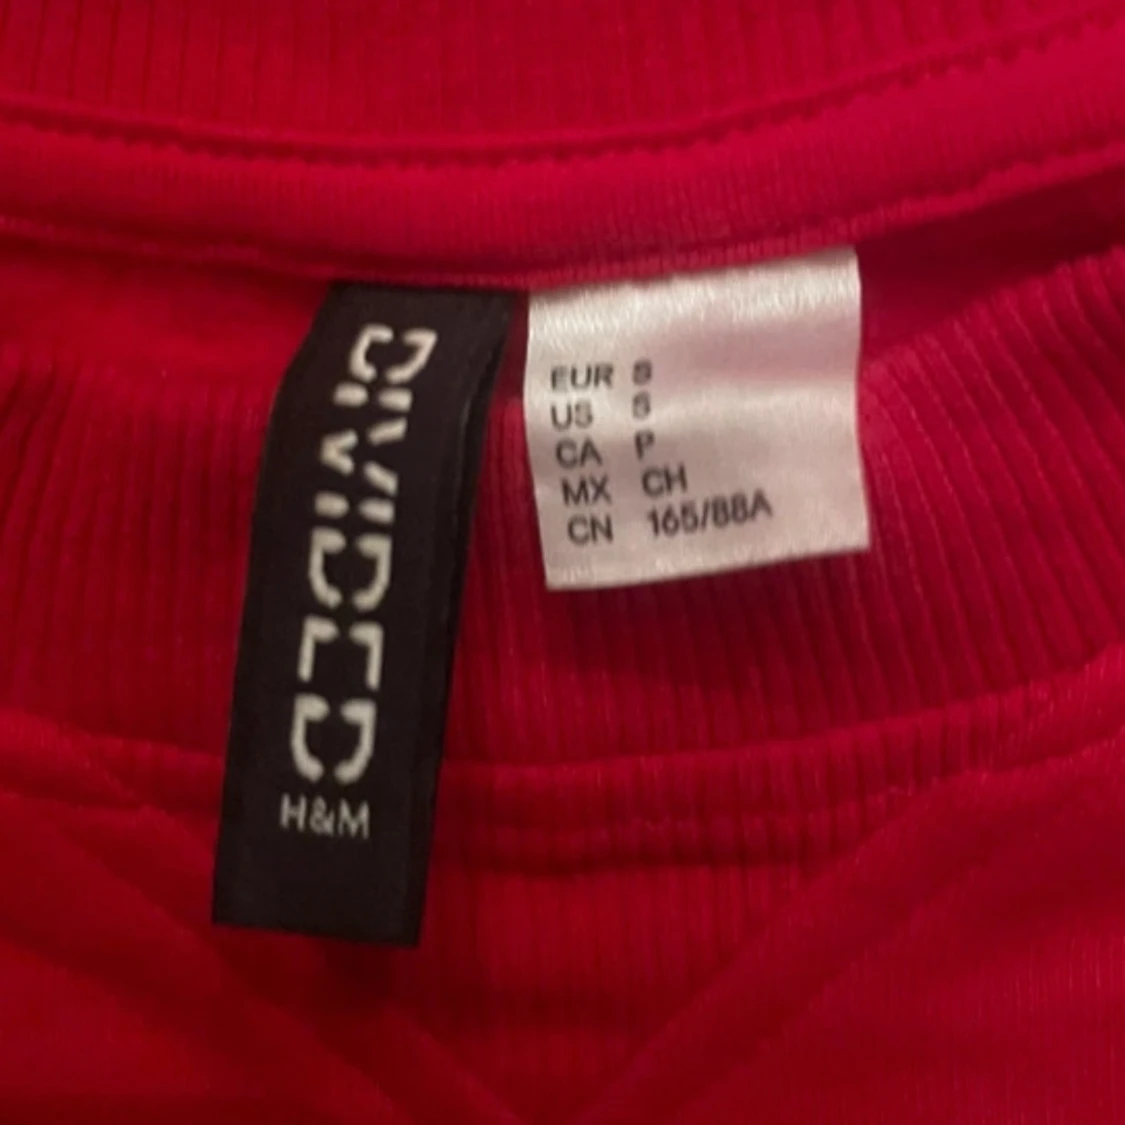 DIVIDED
H&M
EUR S
US S
CA P
MX CH
CN 165/88A